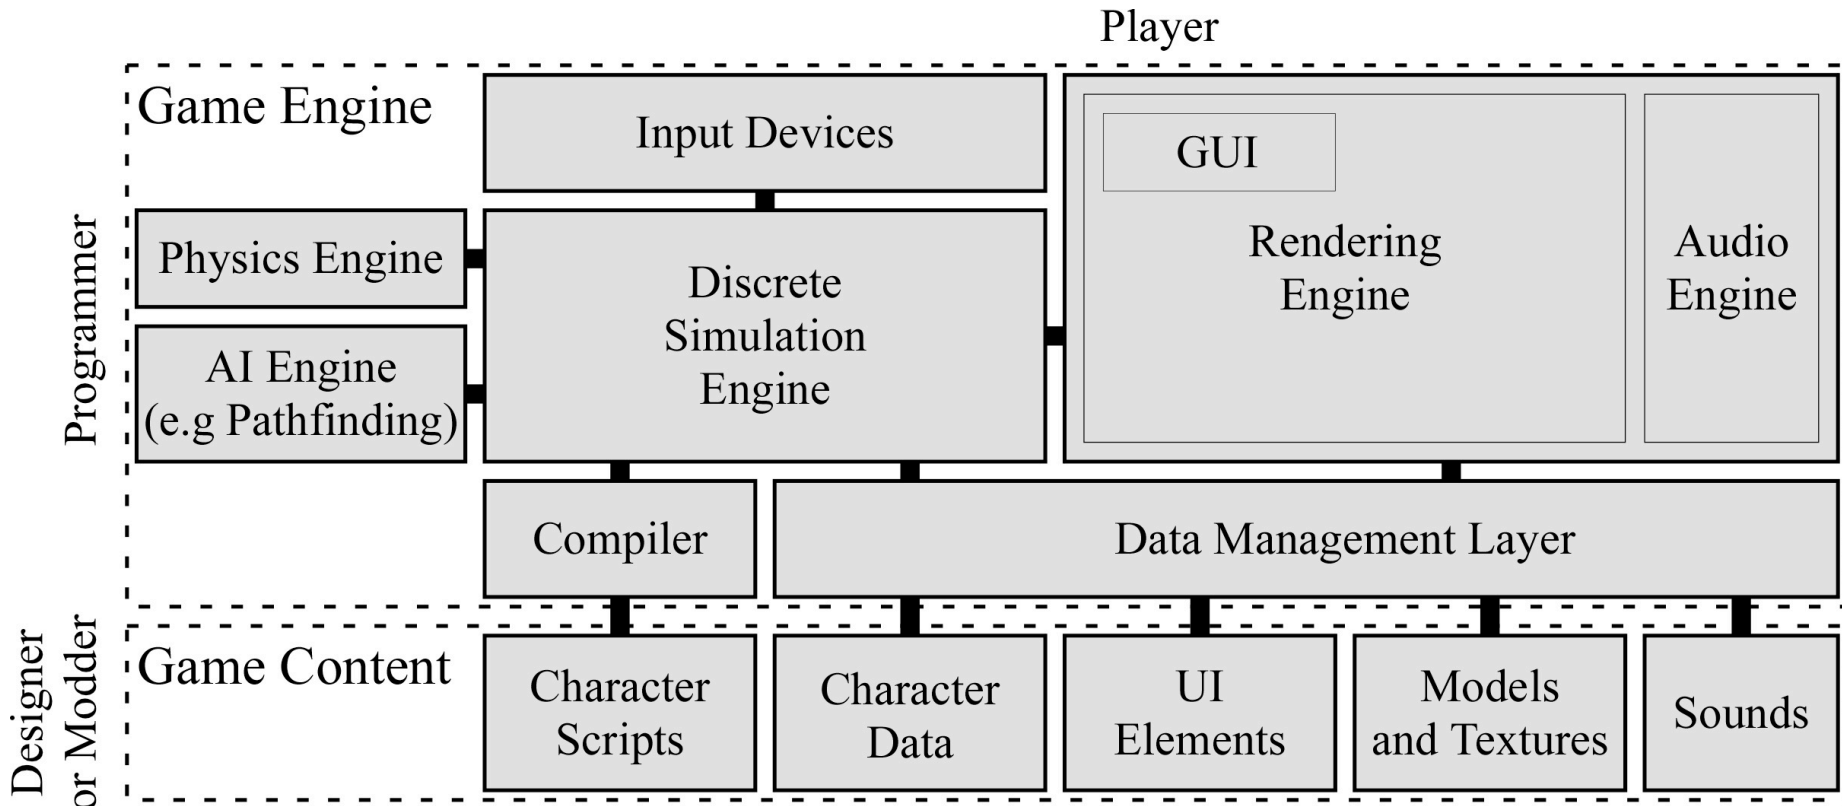 Player
Game Engine
Input Devices
GUI
Rendering
Engine
Audio
Engine
Programmer
Physics Engine
Discrete
Simulation
Engine
AI Engine
(e.g Pathfinding)
Compiler
Data Management Layer
Designer
or Modder
Game Content
Character
Scripts
Character
Data
UI
Elements
Models
and Textures
Sounds